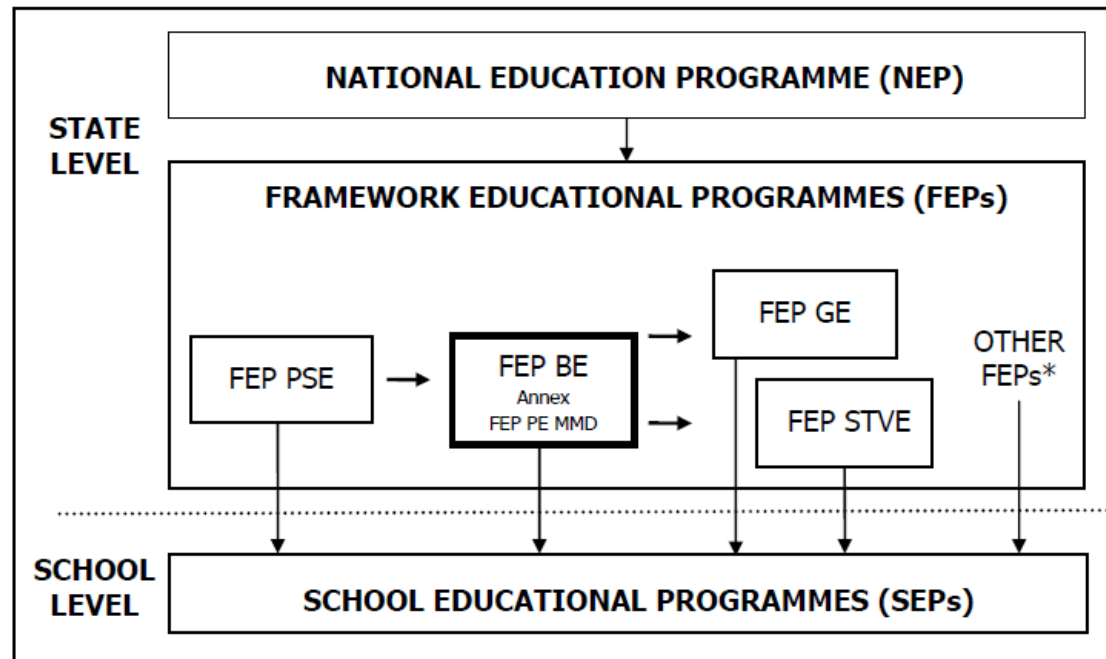 NATIONAL EDUCATION PROGRAMME (NEP)
STATE
LEVEL
FRAMEWORK EDUCATIONAL PROGRAMMES (FEPs)
FEP PSE
FEP BE
Annex
FEP PE MMD
FEP GE
FEP STVE
OTHER
FEPs*
SCHOOL
LEVEL
SCHOOL EDUCATIONAL PROGRAMMES (SEPs)